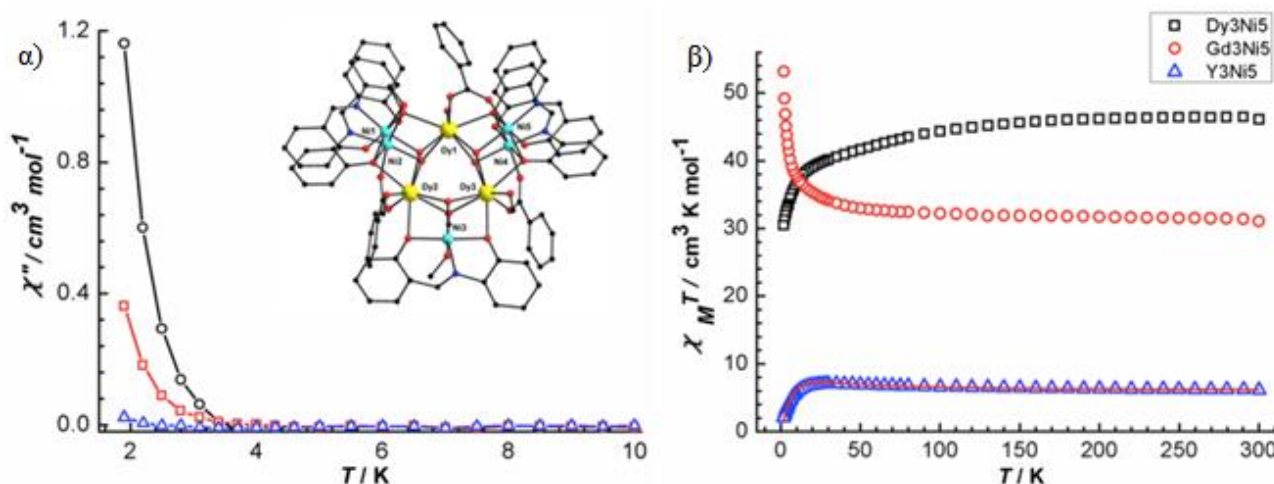 α)
χ" / cm³ mol⁻¹
1.2
0.8
0.4
0.0
2
4
6
8
10
T / K
Ni1
Ni2
Dy1
Ni5
Ni4
Dy2
Dy3
Ni3
β)
Dy3Ni5
Gd3Ni5
Y3Ni5
χ M T / cm³ K mol⁻¹
50
40
30
20
10
0
0
50
100
150
200
250
300
T / K